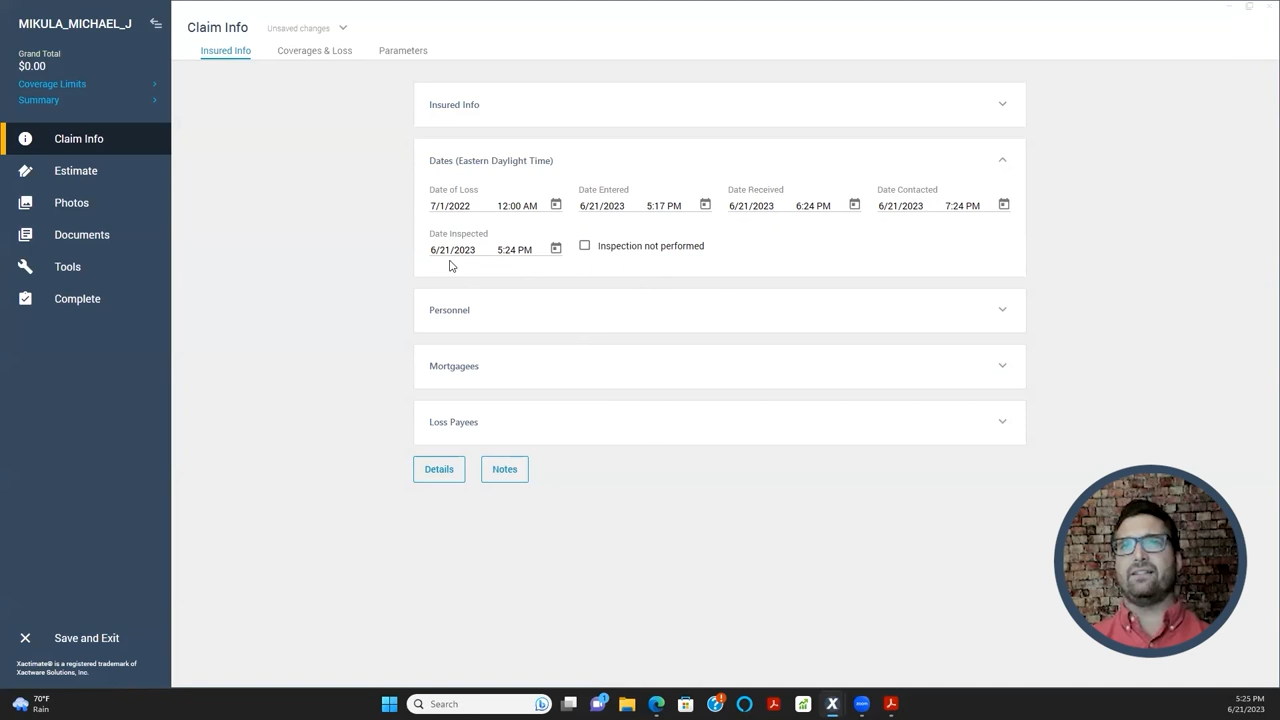 MIKULA_MICHAEL_J
Grand Total
$0.00
Coverage Limits
Summary
Claim Info
Estimate
Photos
Documents
Tools
Complete
Save and Exit
Xactimate® is a registered trademark of
Xactware Solutions, Inc.
Claim Info
Unsaved changes
Insured Info
Coverages & Loss
Parameters
Insured Info
Dates (Eastern Daylight Time)
Date of Loss
7/1/2022 12:00 AM
Date Entered
6/21/2023 5:17 PM
Date Received
6/21/2023 6:24 PM
Date Contacted
6/21/2023 7:24 PM
Date Inspected
6/21/2023 5:24 PM
Inspection not performed
Personnel
Mortgagees
Loss Payees
Details
Notes
70°F
Rain
Search
5:25 PM
6/21/2023